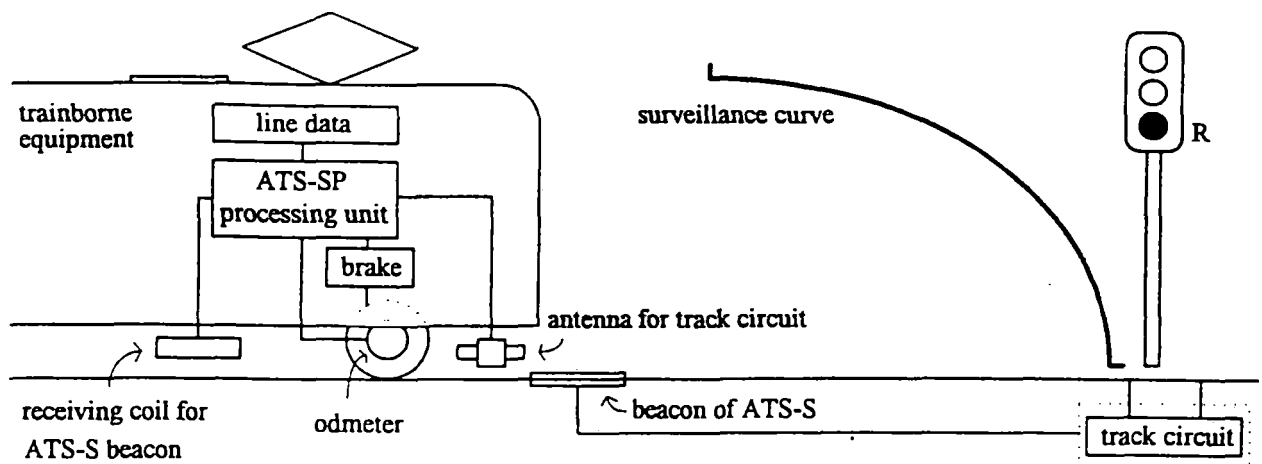 trainborne
equipment
line data
ATS-SP
processing unit
brake
surveillance curve
R
antenna for track circuit
receiving coil for
ATS-S beacon
odmeter
beacon of ATS-S
track circuit